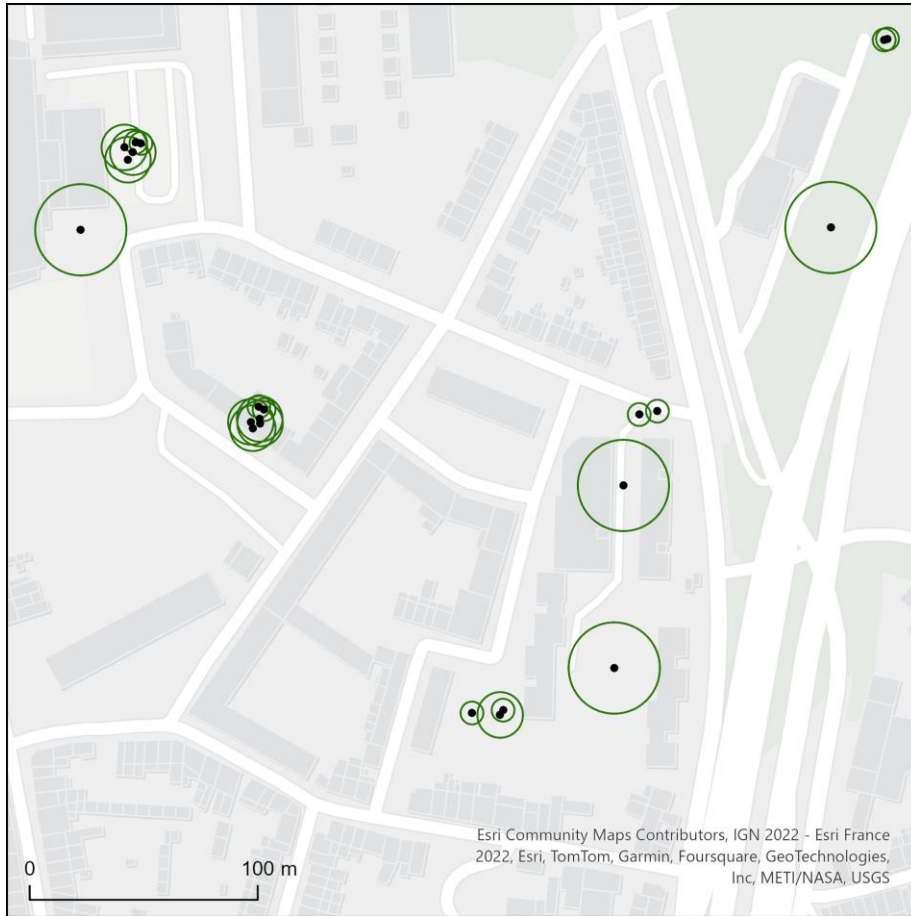 Esri Community Maps Contributors, IGN 2022 - Esri France
2022, Esri, TomTom, Garmin, Foursquare, GeoTechnologies,
Inc, METI/NASA, USGS
0 100 m